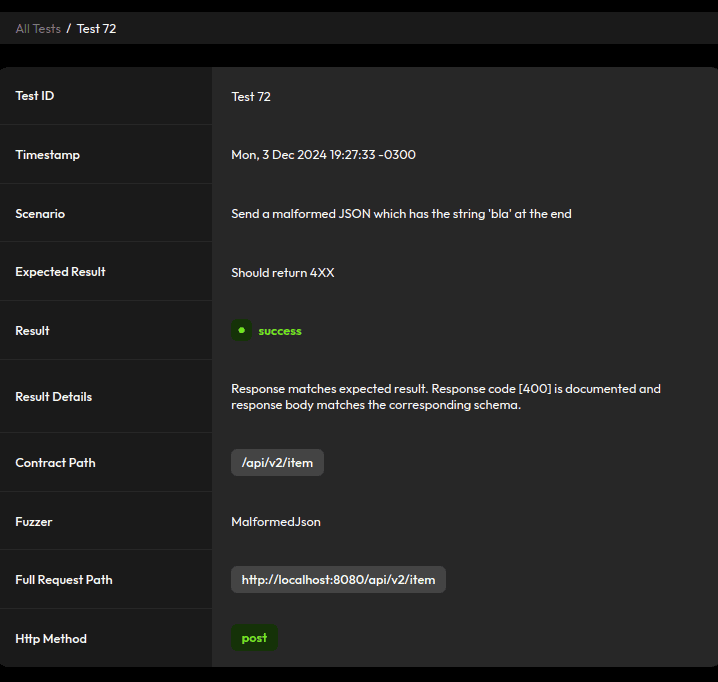 All Tests / Test 72
Test ID
Test 72
Timestamp
Mon, 3 Dec 2024 19:27:33 -0300
Scenario
Send a malformed JSON which has the string 'bla' at the end
Expected Result
Should return 4XX
Result
success
Result Details
Response matches expected result. Response code [400] is documented and
response body matches the corresponding schema.
Contract Path
/api/v2/item
Fuzzer
MalformedJson
Full Request Path
http://localhost:8080/api/v2/item
Http Method
post